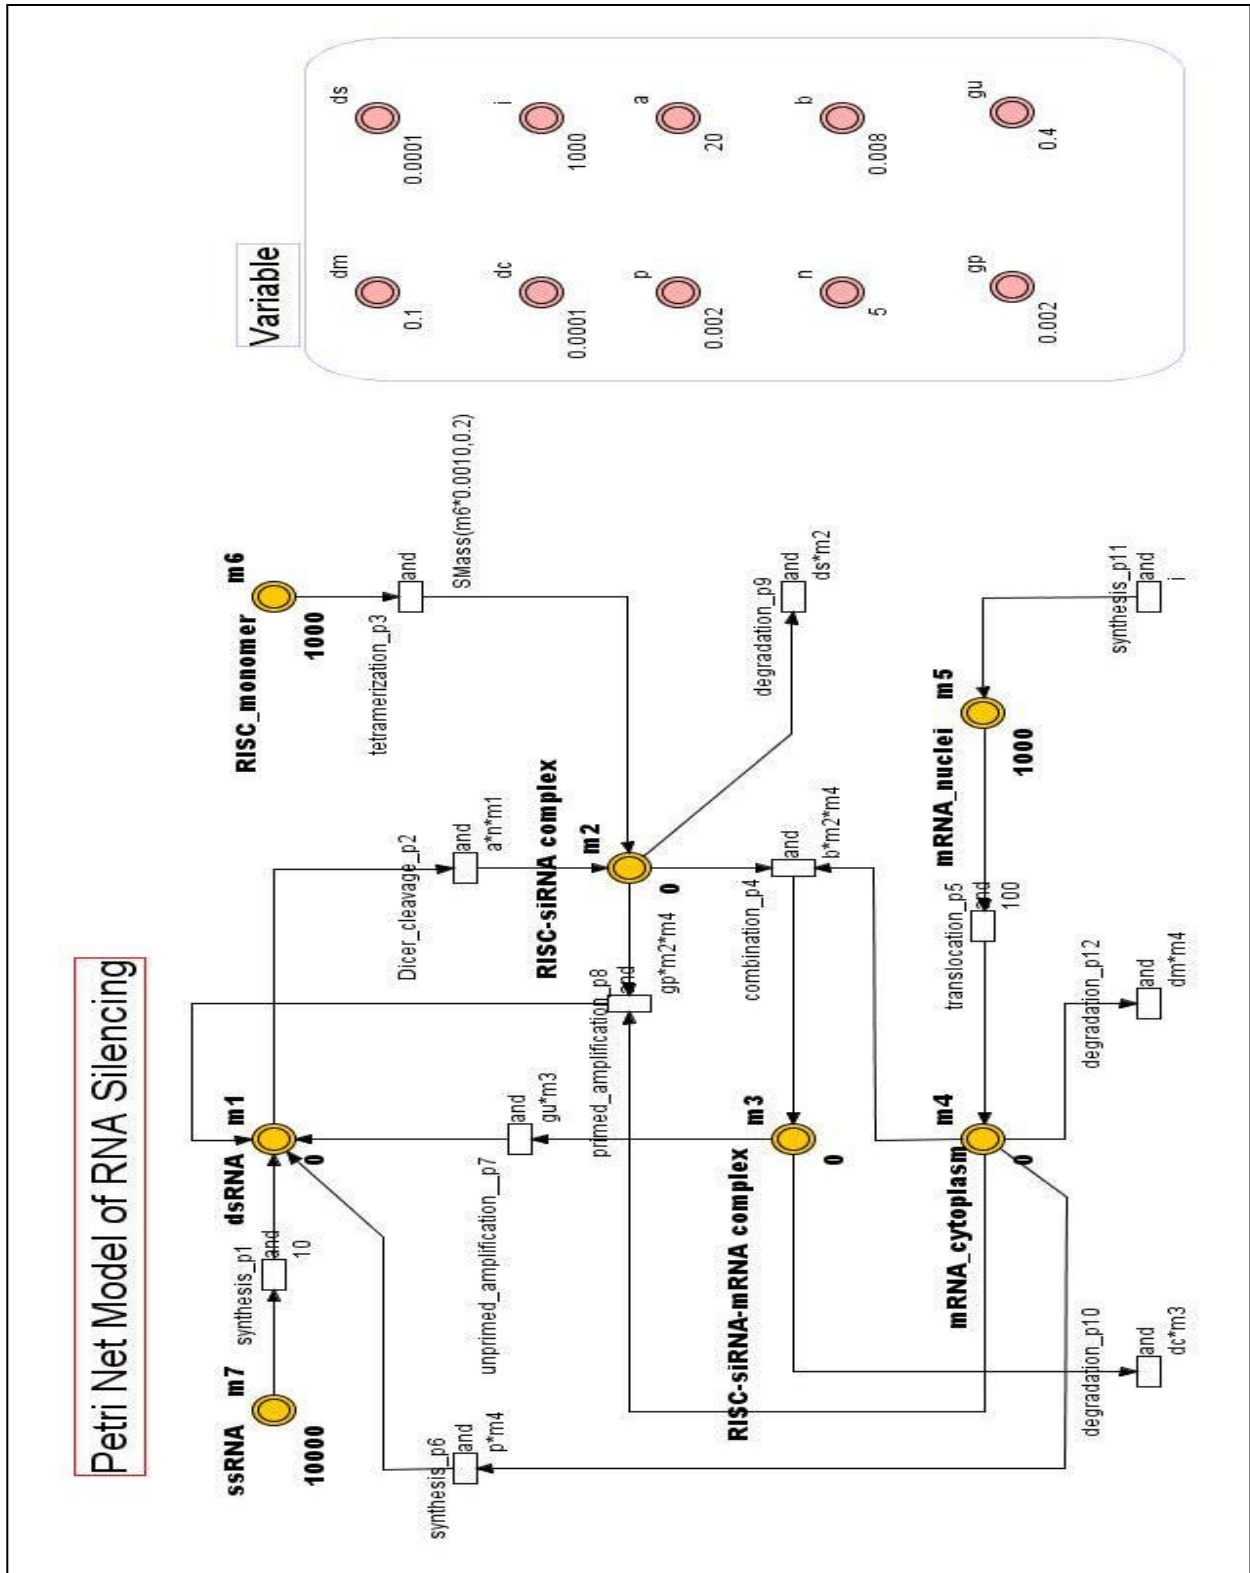 Petri Net Model of RNA Silencing
ssRNA m7
10000
synthesis_p1
and
10
dsRNA m1
0
RISC_monomer m6
1000
tetramerization_p3
and
SMass(m6*0.0010,0.2)
synthesis_p6
and
p*m4
unprimed_amplification__p7
and
gu*m3
Dicer_cleavage_p2
and
a*n*m1
primed_amplification_p8
and
gp*m2*m4
RISC-siRNA complex
m2
0
degradation_p9
and
ds*m2
RISC-siRNA-mRNA complex
m3
0
combination_p4
and
b*m2*m4
mRNA_cytoplasm
m4
0
translocation_p5
and
100
mRNA_nuclei m5
1000
degradation_p10
and
dc*m3
degradation_p12
and
dm*m4
synthesis_p11
and
i
Variable
dm
0.1
ds
0.0001
dc
0.0001
i
1000
p
0.002
a
20
n
5
b
0.008
gp
0.002
gu
0.4